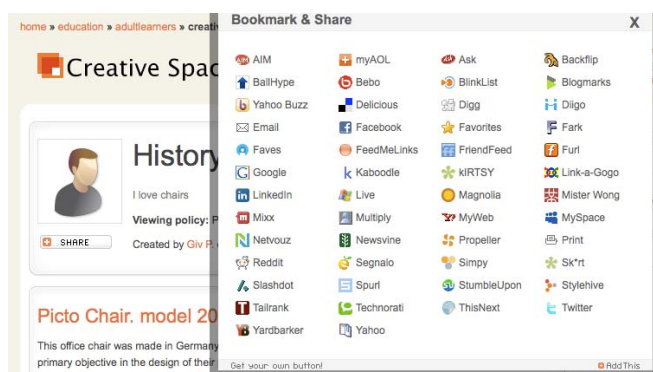 home » education » adultlearners » creativ
Creative Spac
History
I love chairs
Viewing policy: P
SHARE
Created by Giv P.
Picto Chair. model 20
This office chair was made in Germany
primary objective in the design of their
Bookmark & Share X
AIM myAOL Ask Backflip
BallHype Bebo BlinkList Blogmarks
Yahoo Buzz Delicious Digg Diigo
Email Facebook Favorites Fark
Faves FeedMeLinks FriendFeed Furl
Google Kaboodle kIRTSY Link-a-Gogo
LinkedIn Live Magnolia Mister Wong
Mixx Multiply MyWeb MySpace
Netvouz Newsvine Propeller Print
Reddit Segnalo Simpy Sk*rt
Slashdot Spurl StumbleUpon Stylehive
Tailrank Technorati ThisNext Twitter
Yardbarker Yahoo
Get your own button! AddThis